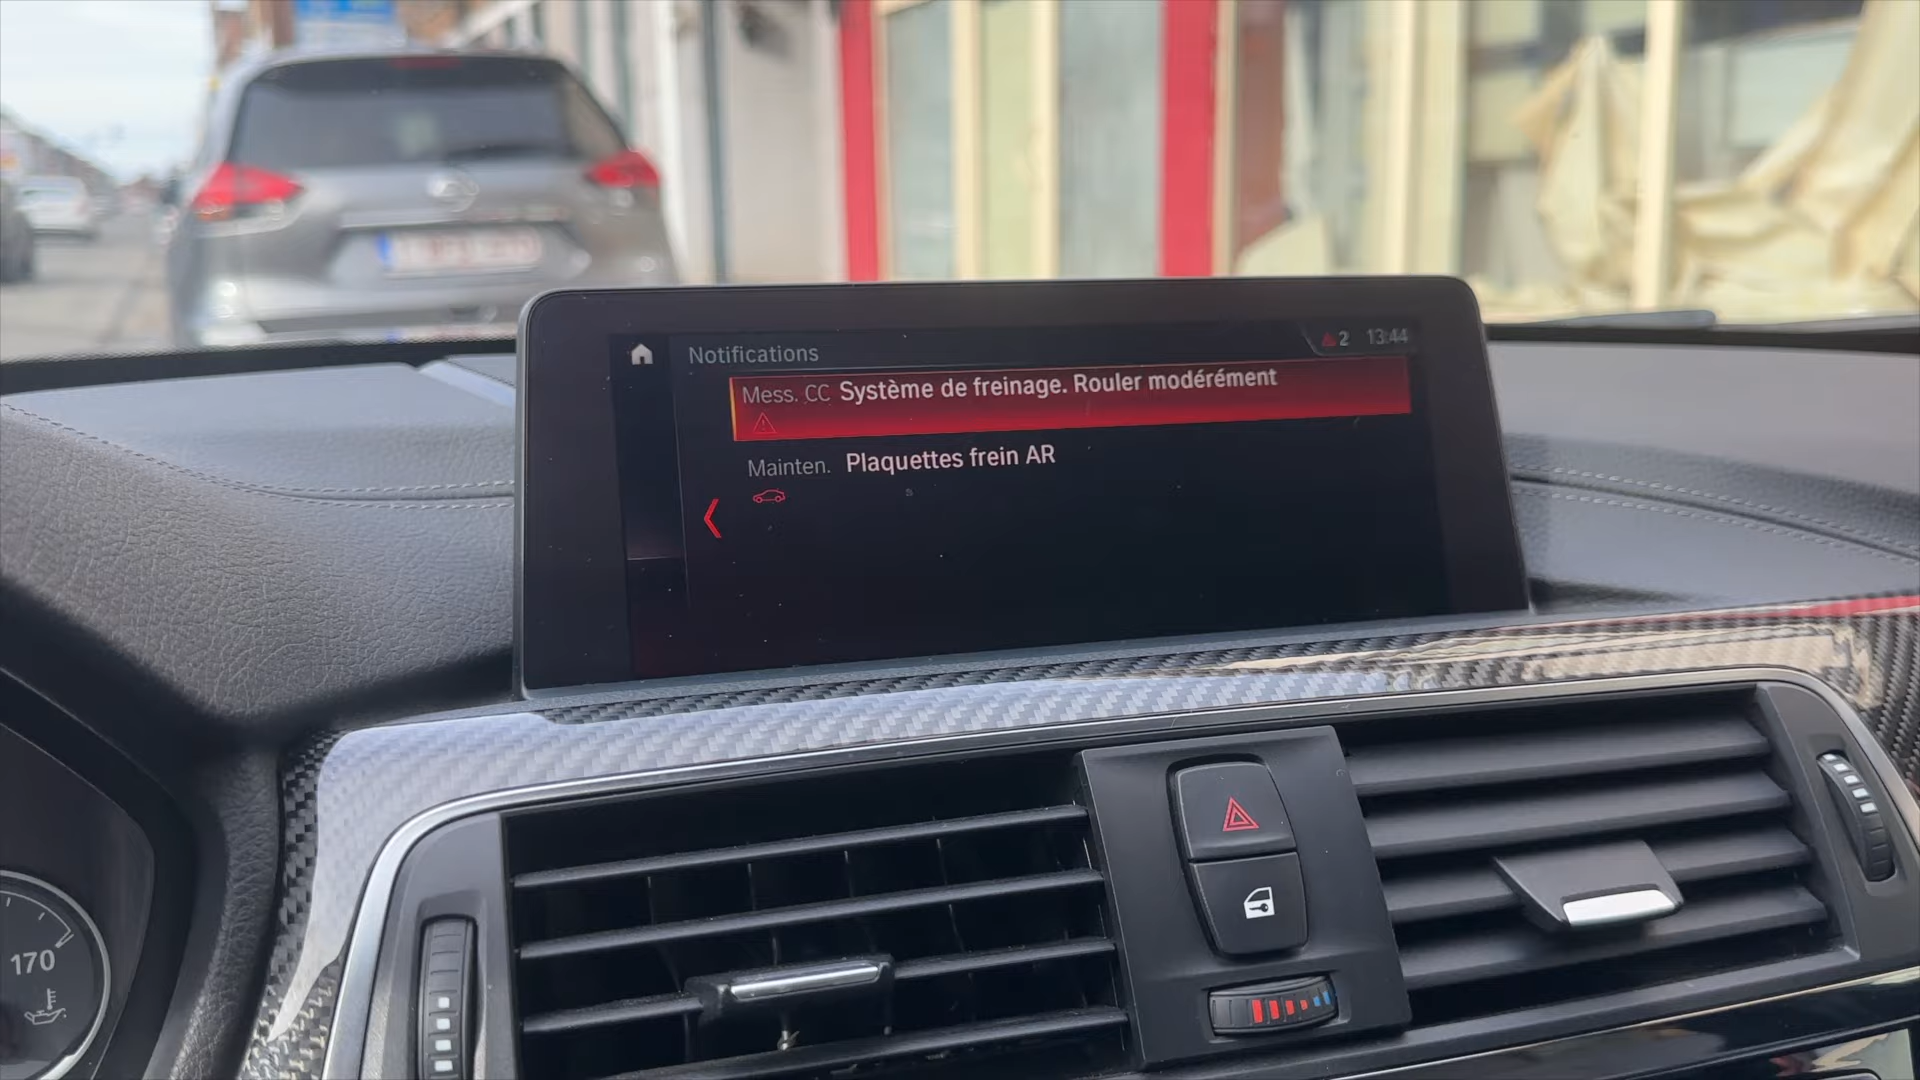 Notifications
2 13:44
Mess. CC Système de freinage. Rouler modérément
Mainten. Plaquettes frein AR
170